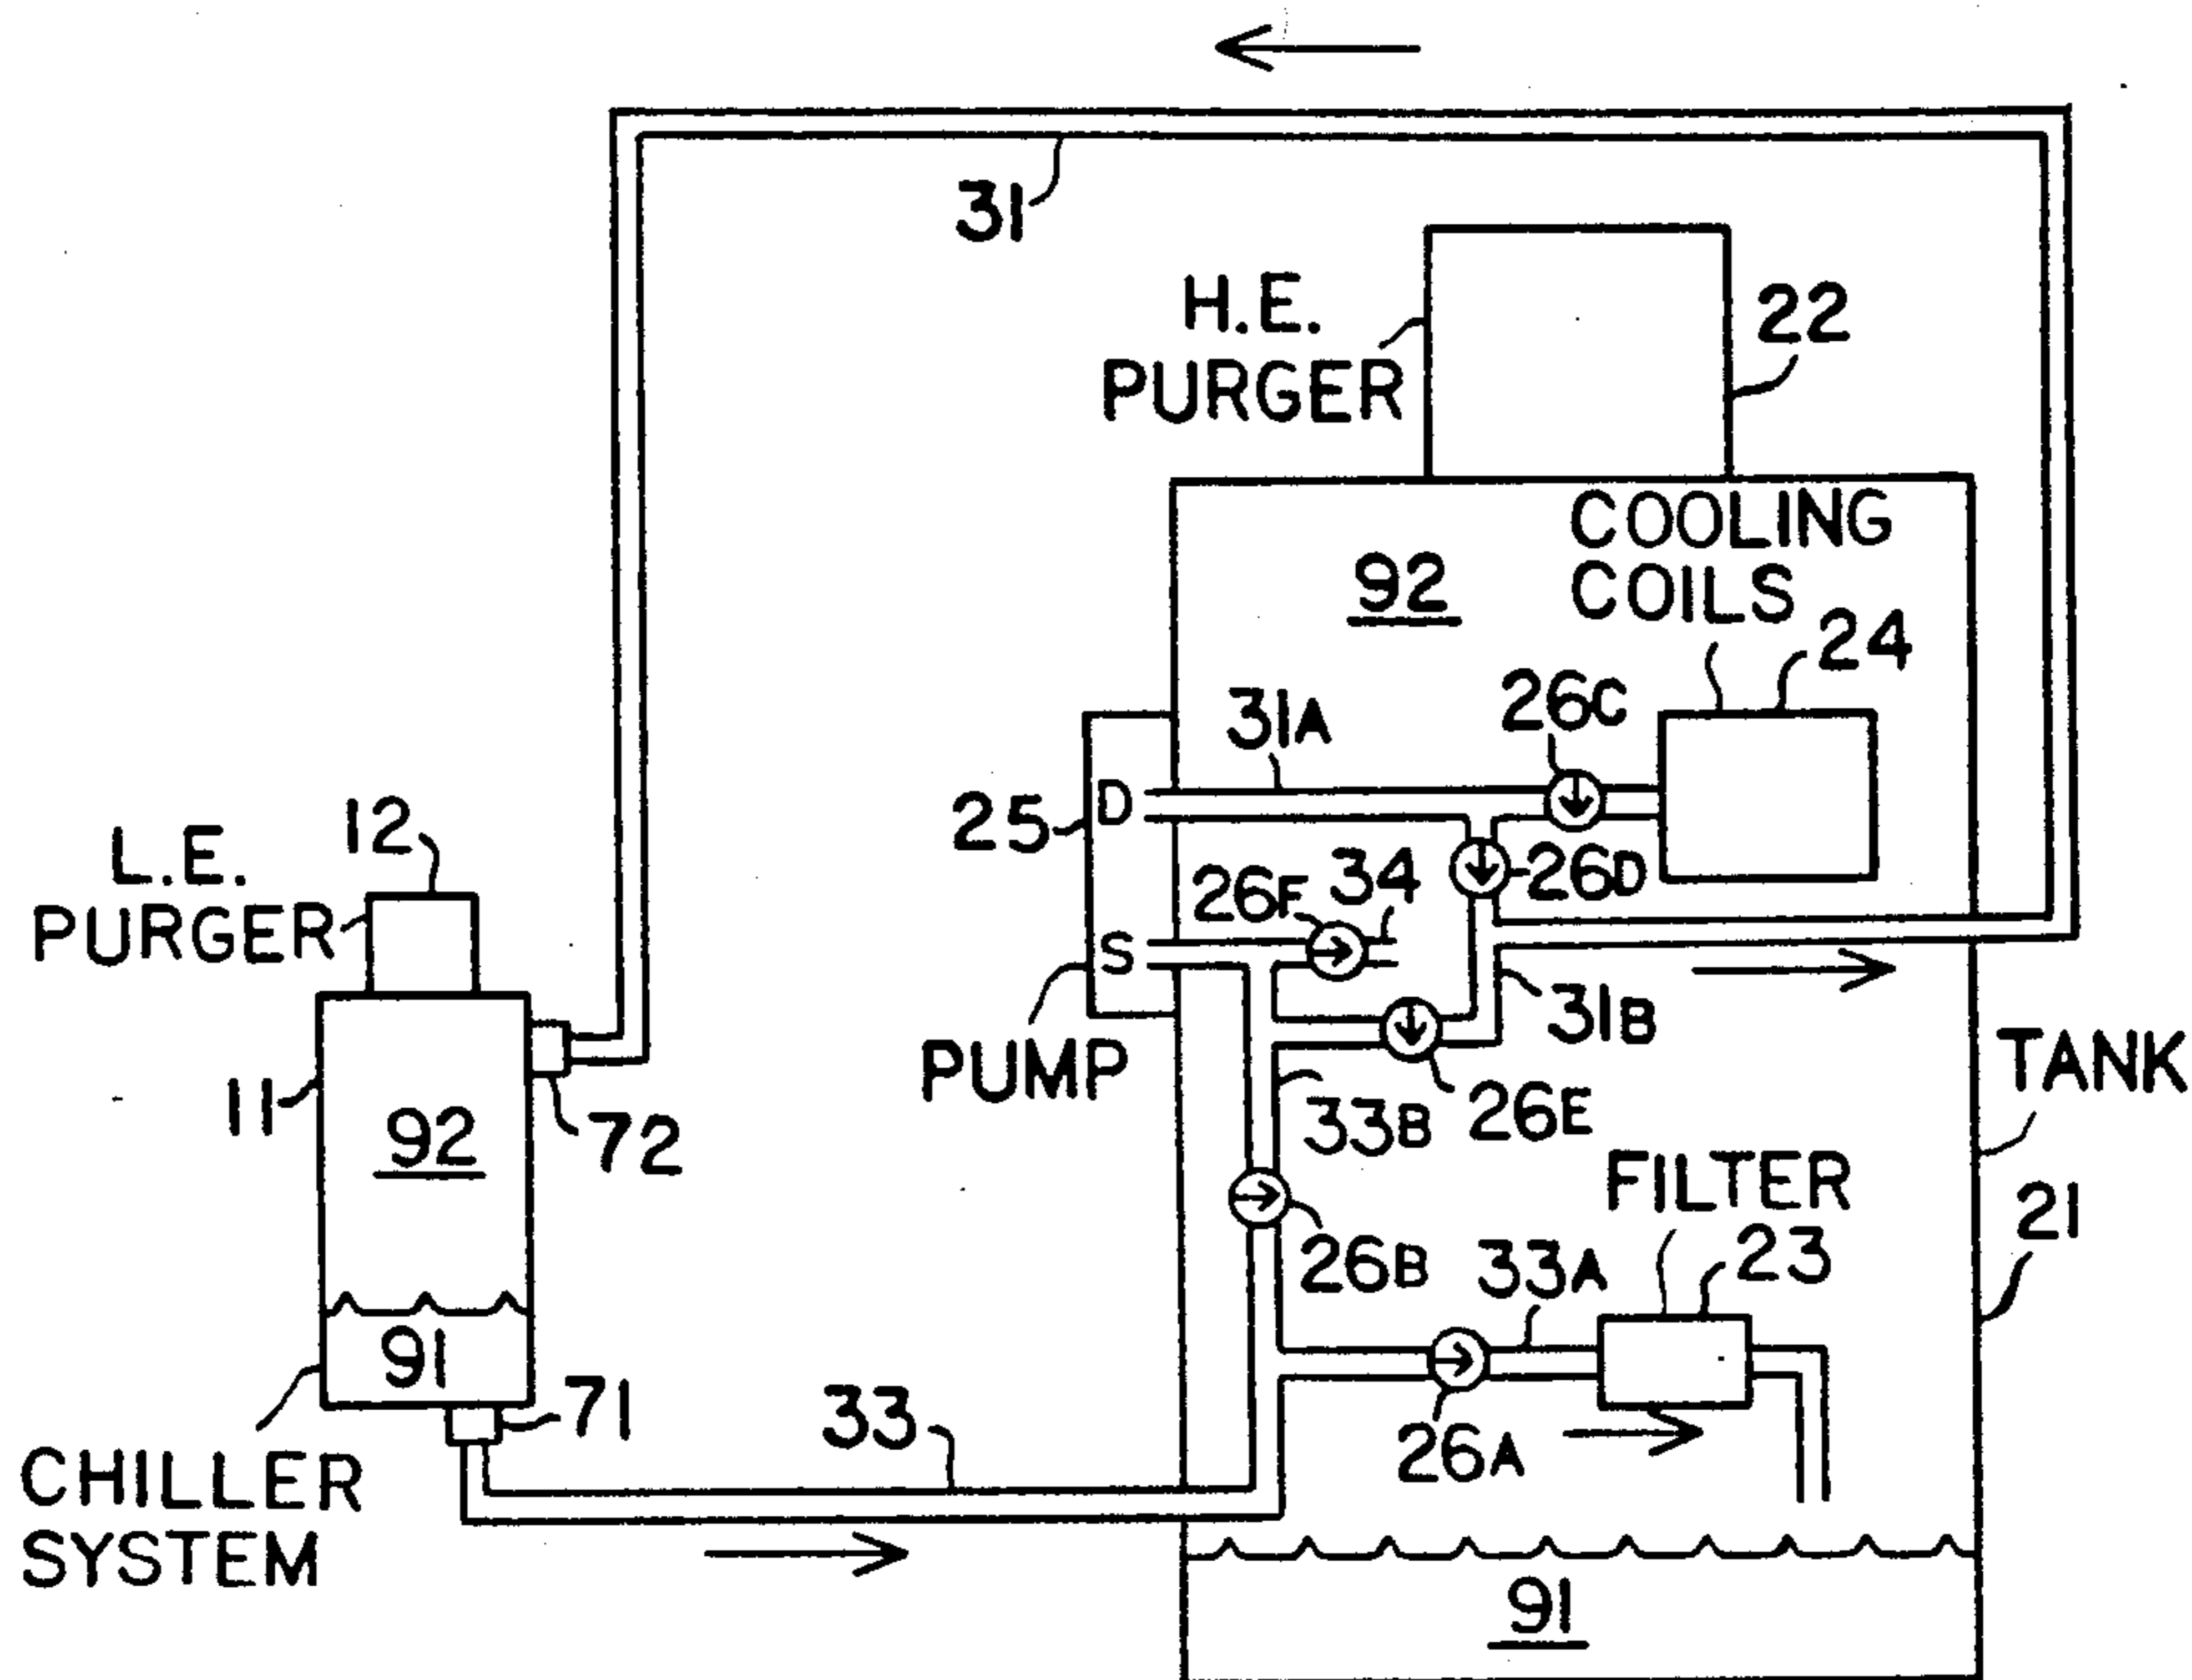 31
H.E.
PURGER
22
COOLING
COILS
92
24
26C
31A
D
25
26D
12
L.E.
PURGER
26F
34
S
31B
PUMP
TANK
11
92
72
33B
26E
FILTER
21
26B
33A
23
91
71
33
26A
CHILLER
SYSTEM
91